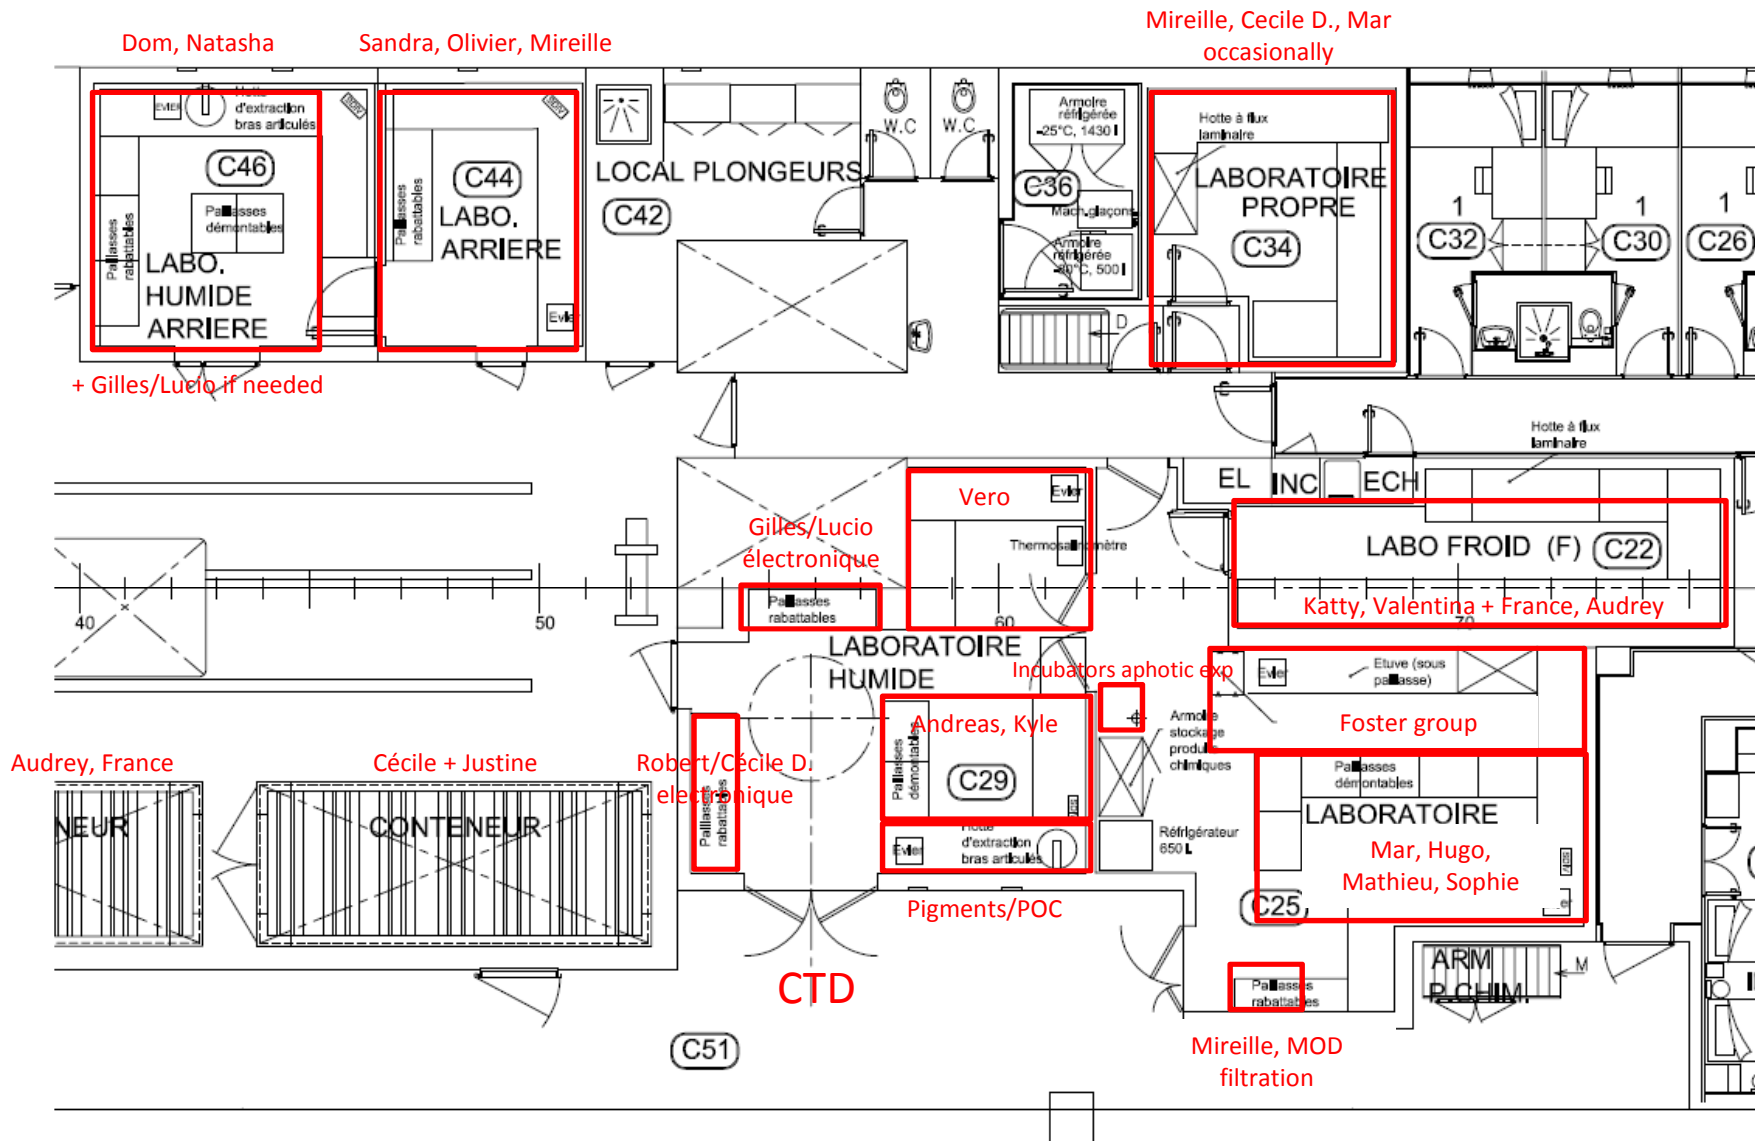 Mireille, Cecile D., Mar
occasionally
Dom, Natasha
Sandra, Olivier, Mireille
EVIER
Hotte
d'extraction
bras articulés
C46
Paillasses
démontables
Paillasses
rabattables
LABO.
HUMIDE
ARRIERE
+ Gilles/Lucio if needed
C44
LABO.
ARRIERE
Paillasses
rabattables
Evier
LOCAL PLONGEURS
C42
W.C
W.C
Armoire
réfrigérée
-25°C, 1430 l
C36
Mach.glaçons
Armoire
réfrigérée
-80°C, 500 l
D
Hotte à flux
laminaire
LABORATOIRE
PROPRE
C34
1
C32
1
C30
1
C26
Hotte à flux
laminaire
EL
INC
ECH
LABO FROID (F)
C22
Katty, Valentina + France, Audrey
40
50
60
70
Vero
Evier
Thermosalinomètre
Gilles/Lucio
électronique
Paillasses
rabattables
LABORATOIRE
HUMIDE
Incubators aphotic exp
Evier
Etuve (sous
paillasse)
Foster group
Andreas, Kyle
Paillasses
démontables
C29
Armoire
stockage
produits
chimiques
Réfrigérateur
650 L
Evier
Hotte
d'extraction
bras articulés
Pigments/POC
Robert/Cécile D.
electronique
Paillasses
rabattables
Audrey, France
NEUR
Cécile + Justine
CONTENEUR
Paillasses
démontables
LABORATOIRE
Mar, Hugo,
Mathieu, Sophie
C25
er
Paillasses
rabattables
Mireille, MOD
filtration
ARM
P.CHIM.
M
CTD
C51